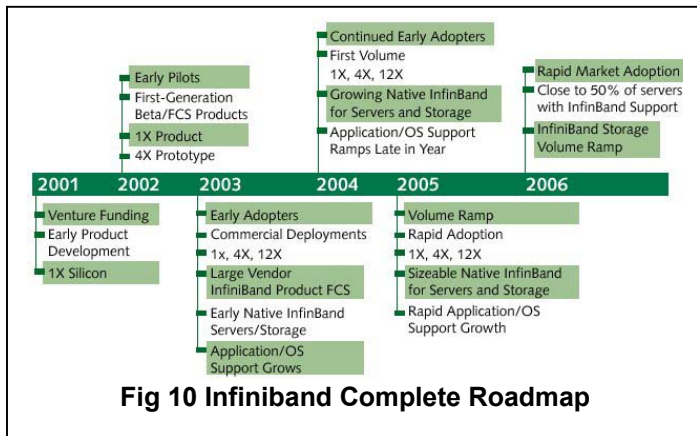 Early Pilots
First-Generation
Beta/FCS Products
1X Product
4X Prototype
Continued Early Adopters
First Volume
1X, 4X, 12X
Growing Native InfinBand
for Servers and Storage
Application/OS Support
Ramps Late in Year
Rapid Market Adoption
Close to 50% of servers
with InfinBand Support
InfiniBand Storage
Volume Ramp
2001 2002 2003 2004 2005 2006
Venture Funding
Early Product
Development
1X Silicon
Early Adopters
Commercial Deployments
1x, 4X, 12X
Large Vendor
InfiniBand Product FCS
Early Native InfinBand
Servers/Storage
Application/OS
Support Grows
Volume Ramp
Rapid Adoption
1X, 4X, 12X
Sizeable Native InfinBand
for Servers and Storage
Rapid Application/OS
Support Growth
Fig 10 Infiniband Complete Roadmap